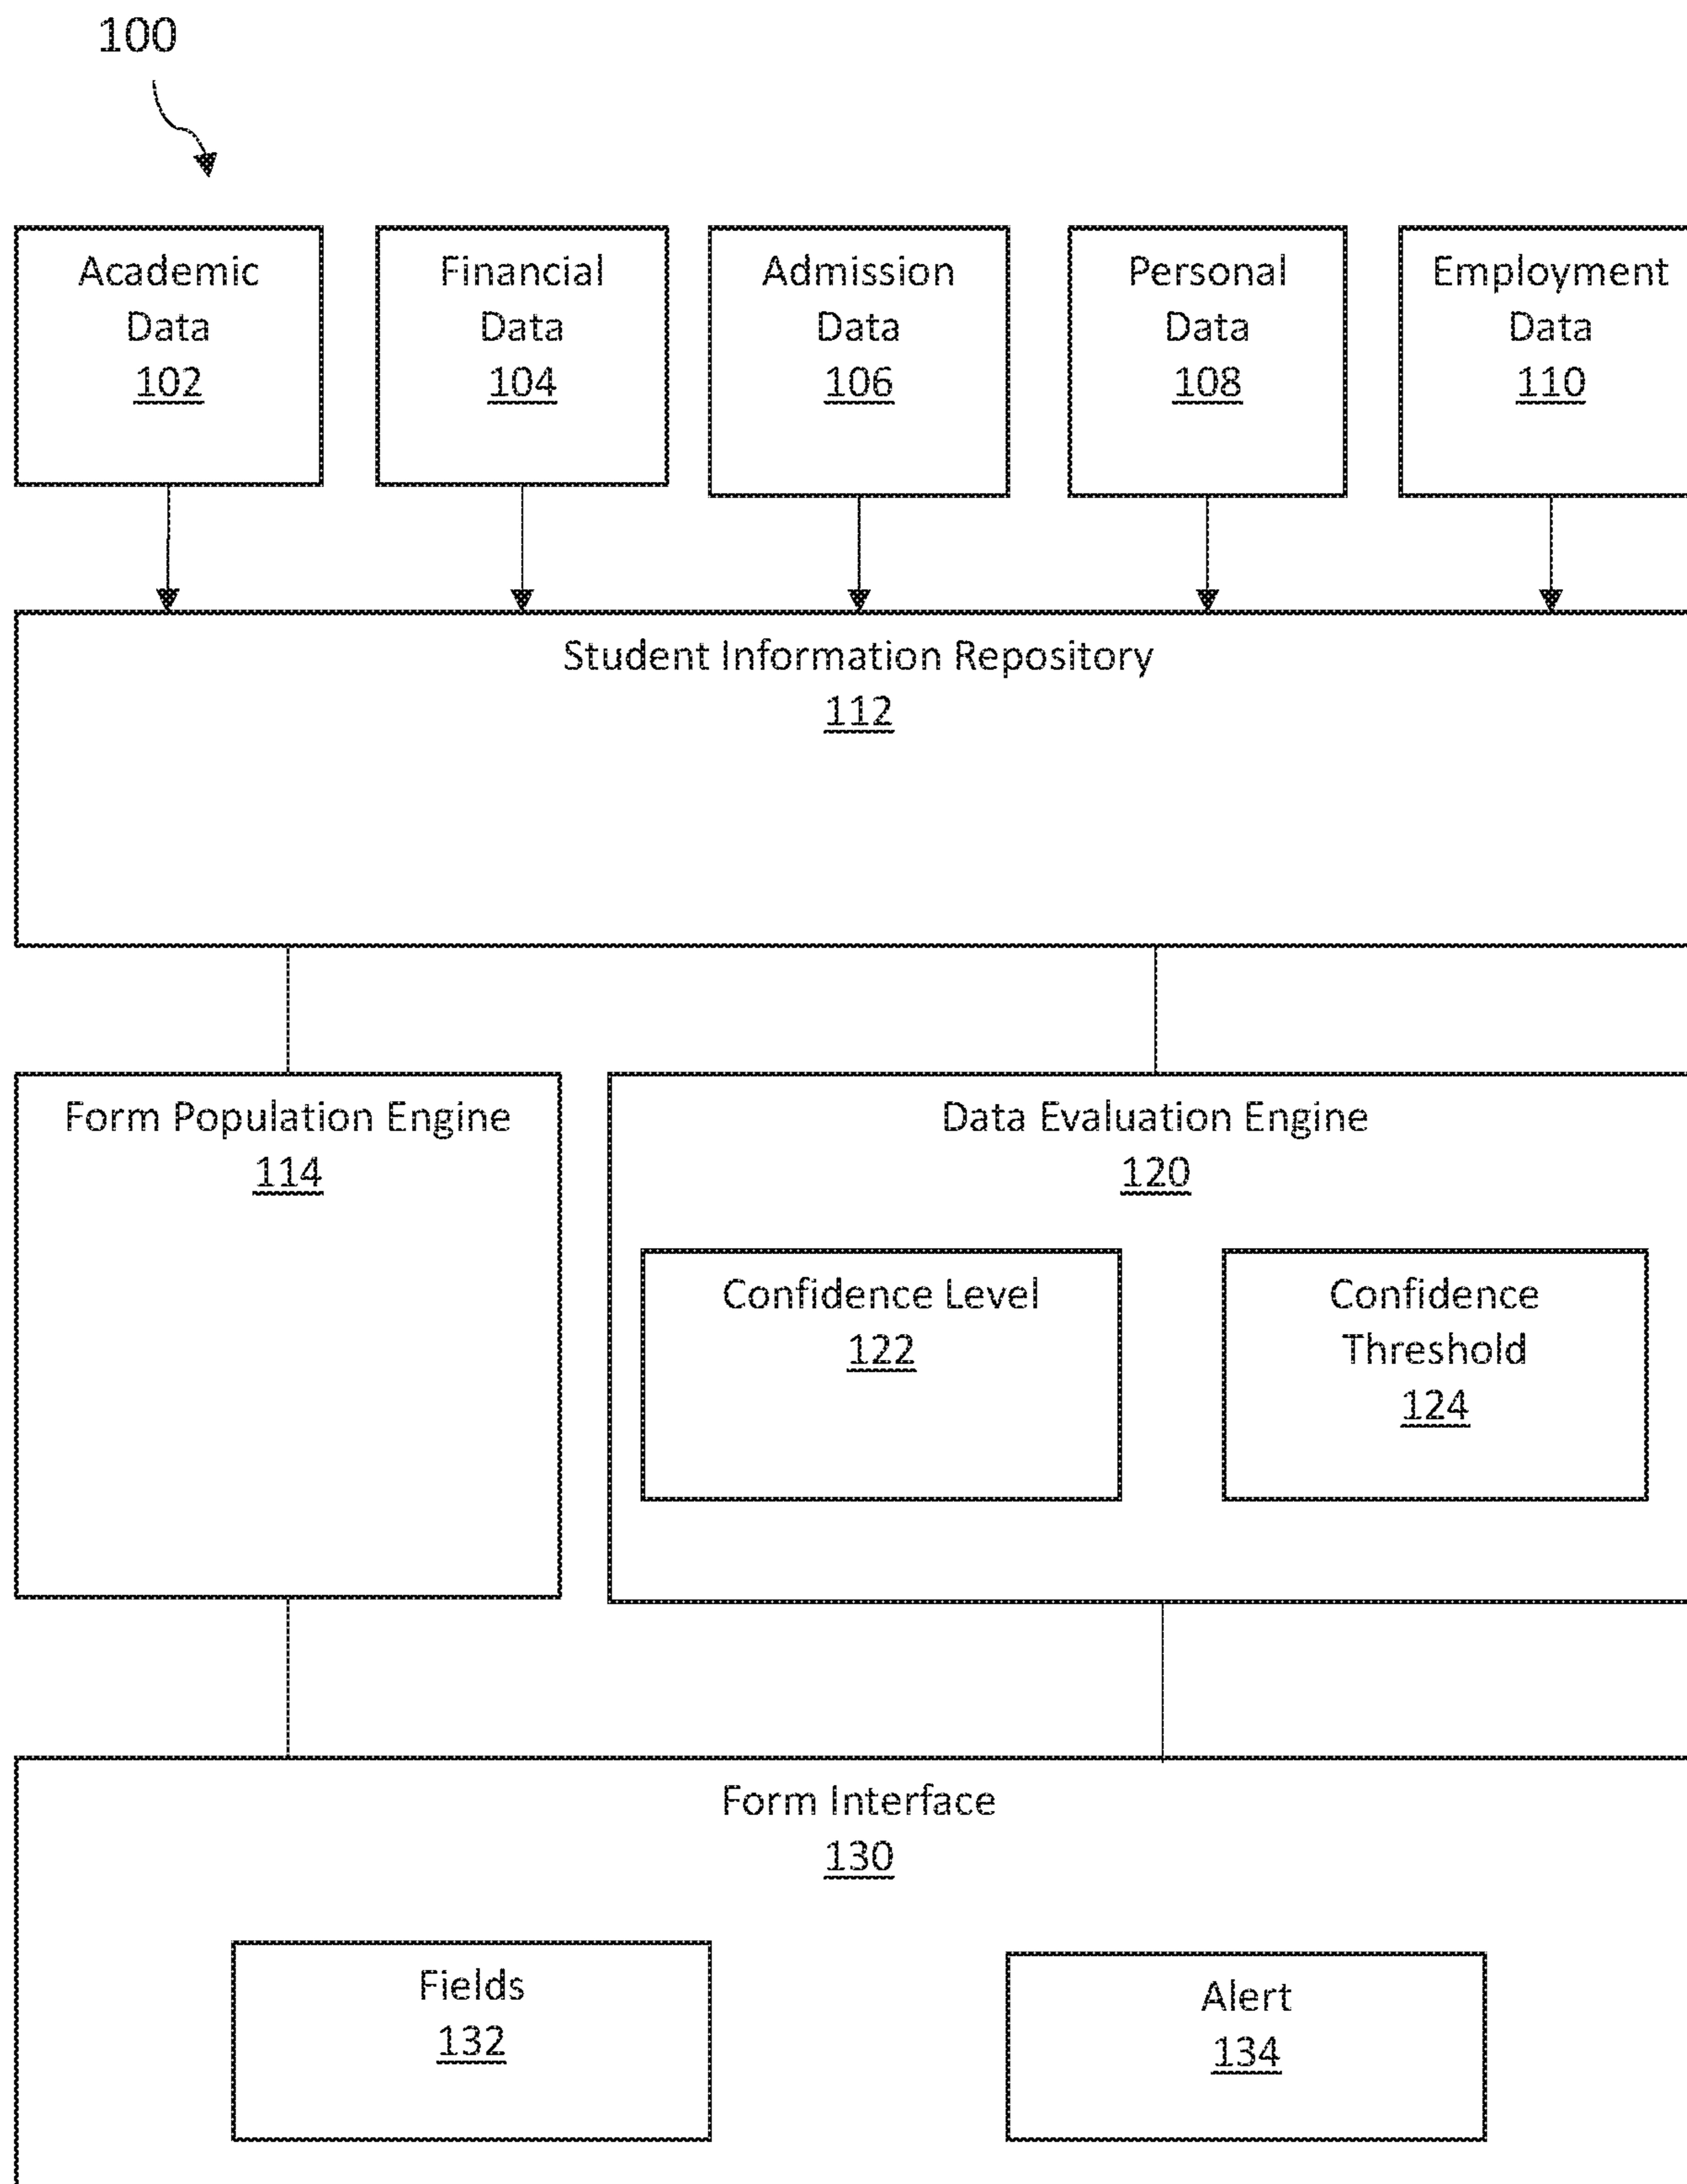 100
Academic
Data
102
Financial
Data
104
Admission
Data
106
Personal
Data
108
Employment
Data
110
Student Information Repository
112
Form Population Engine
114
Data Evaluation Engine
120
Confidence Level
122
Confidence
Threshold
124
Form Interface
130
Fields
132
Alert
134